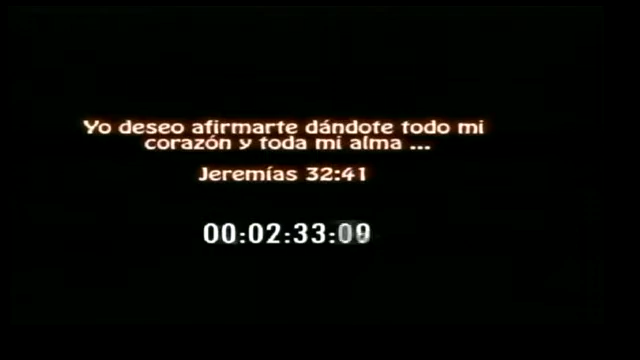 Yo deseo afirmarte dándote todo mi
corazón y toda mi alma ...
Jeremías 32:41
00:02:33:09